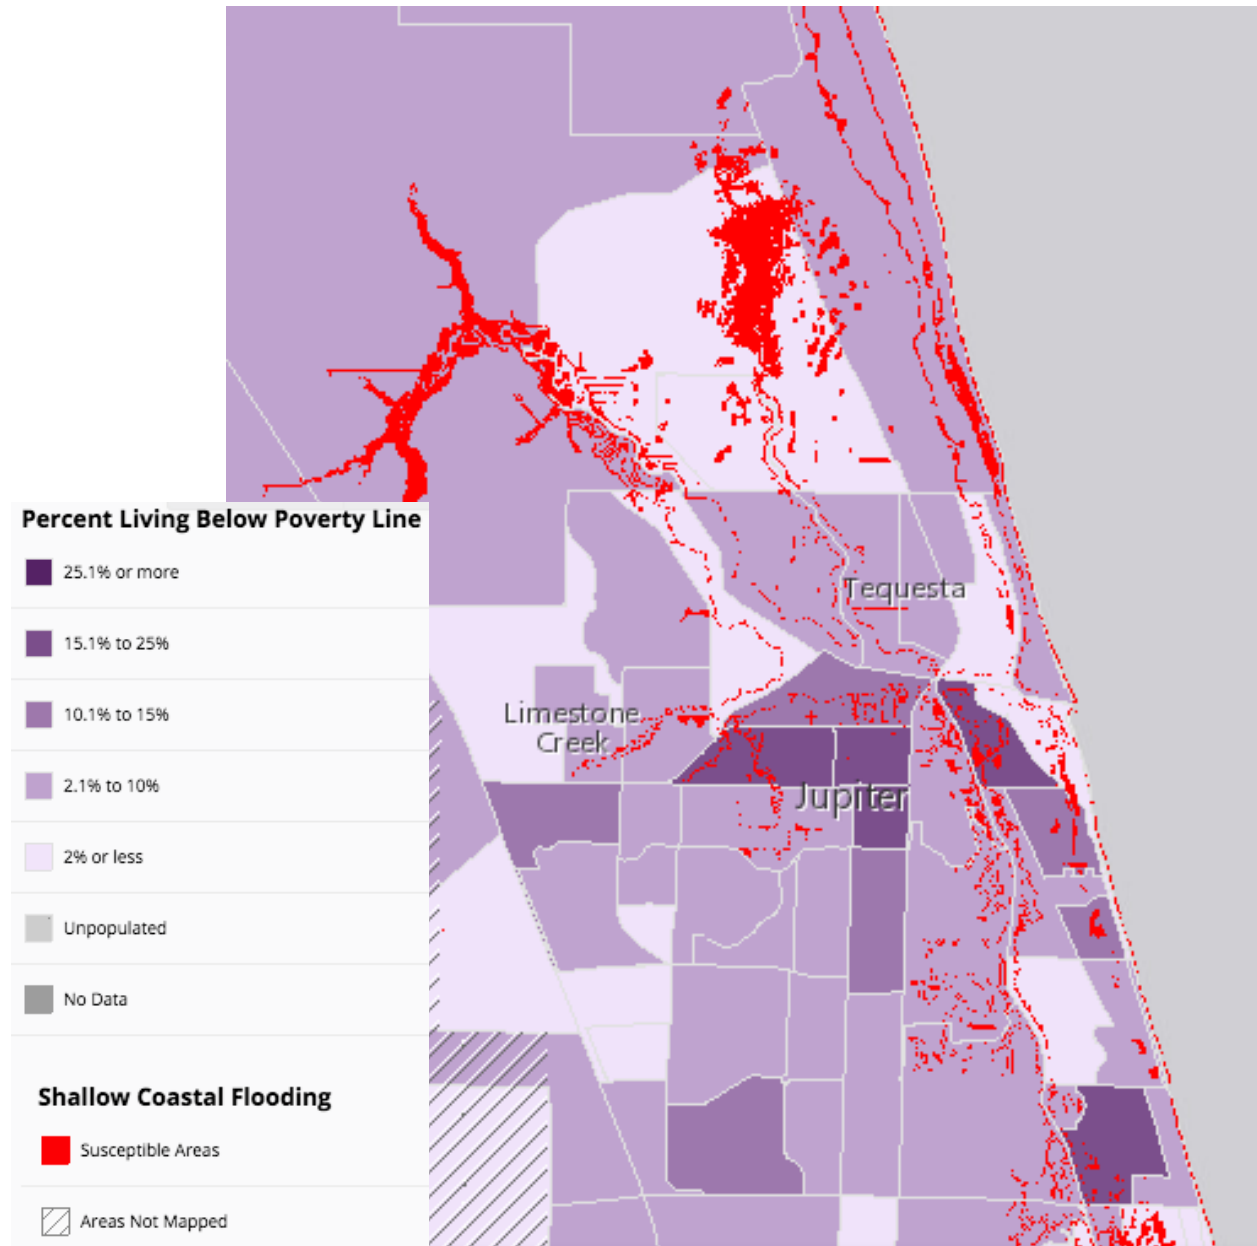 Percent Living Below Poverty Line
25.1% or more
15.1% to 25%
10.1% to 15%
2.1% to 10%
2% or less
Unpopulated
No Data
Shallow Coastal Flooding
Susceptible Areas
Areas Not Mapped
Tequesta
Limestone
Creek
Jupiter